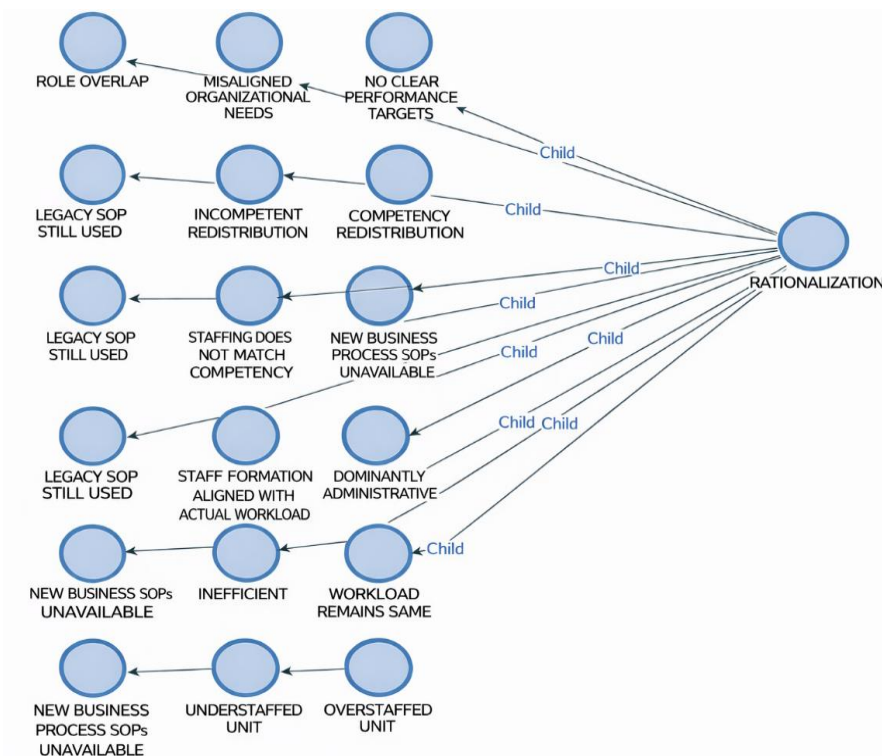 ROLE OVERLAP
MISALIGNED
ORGANIZATIONAL
NEEDS
NO CLEAR
PERFORMANCE
TARGETS
Child
LEGACY SOP
STILL USED
INCOMPETENT
REDISTRIBUTION
COMPETENCY
REDISTRIBUTION
Child
RATIONALIZATION
Child
Child
LEGACY SOP
STILL USED
STAFFING DOES
NOT MATCH
COMPETENCY
NEW BUSINESS
PROCESS SOPs
UNAVAILABLE
Child
Child
LEGACY SOP
STILL USED
STAFF FORMATION
ALIGNED WITH
ACTUAL WORKLOAD
DOMINANTLY
ADMINISTRATIVE
Child
Child
Child
NEW BUSINESS SOPs
UNAVAILABLE
INEFFICIENT
WORKLOAD
REMAINS SAME
NEW BUSINESS
PROCESS SOPs
UNAVAILABLE
UNDERSTAFFED
UNIT
OVERSTAFFED
UNIT